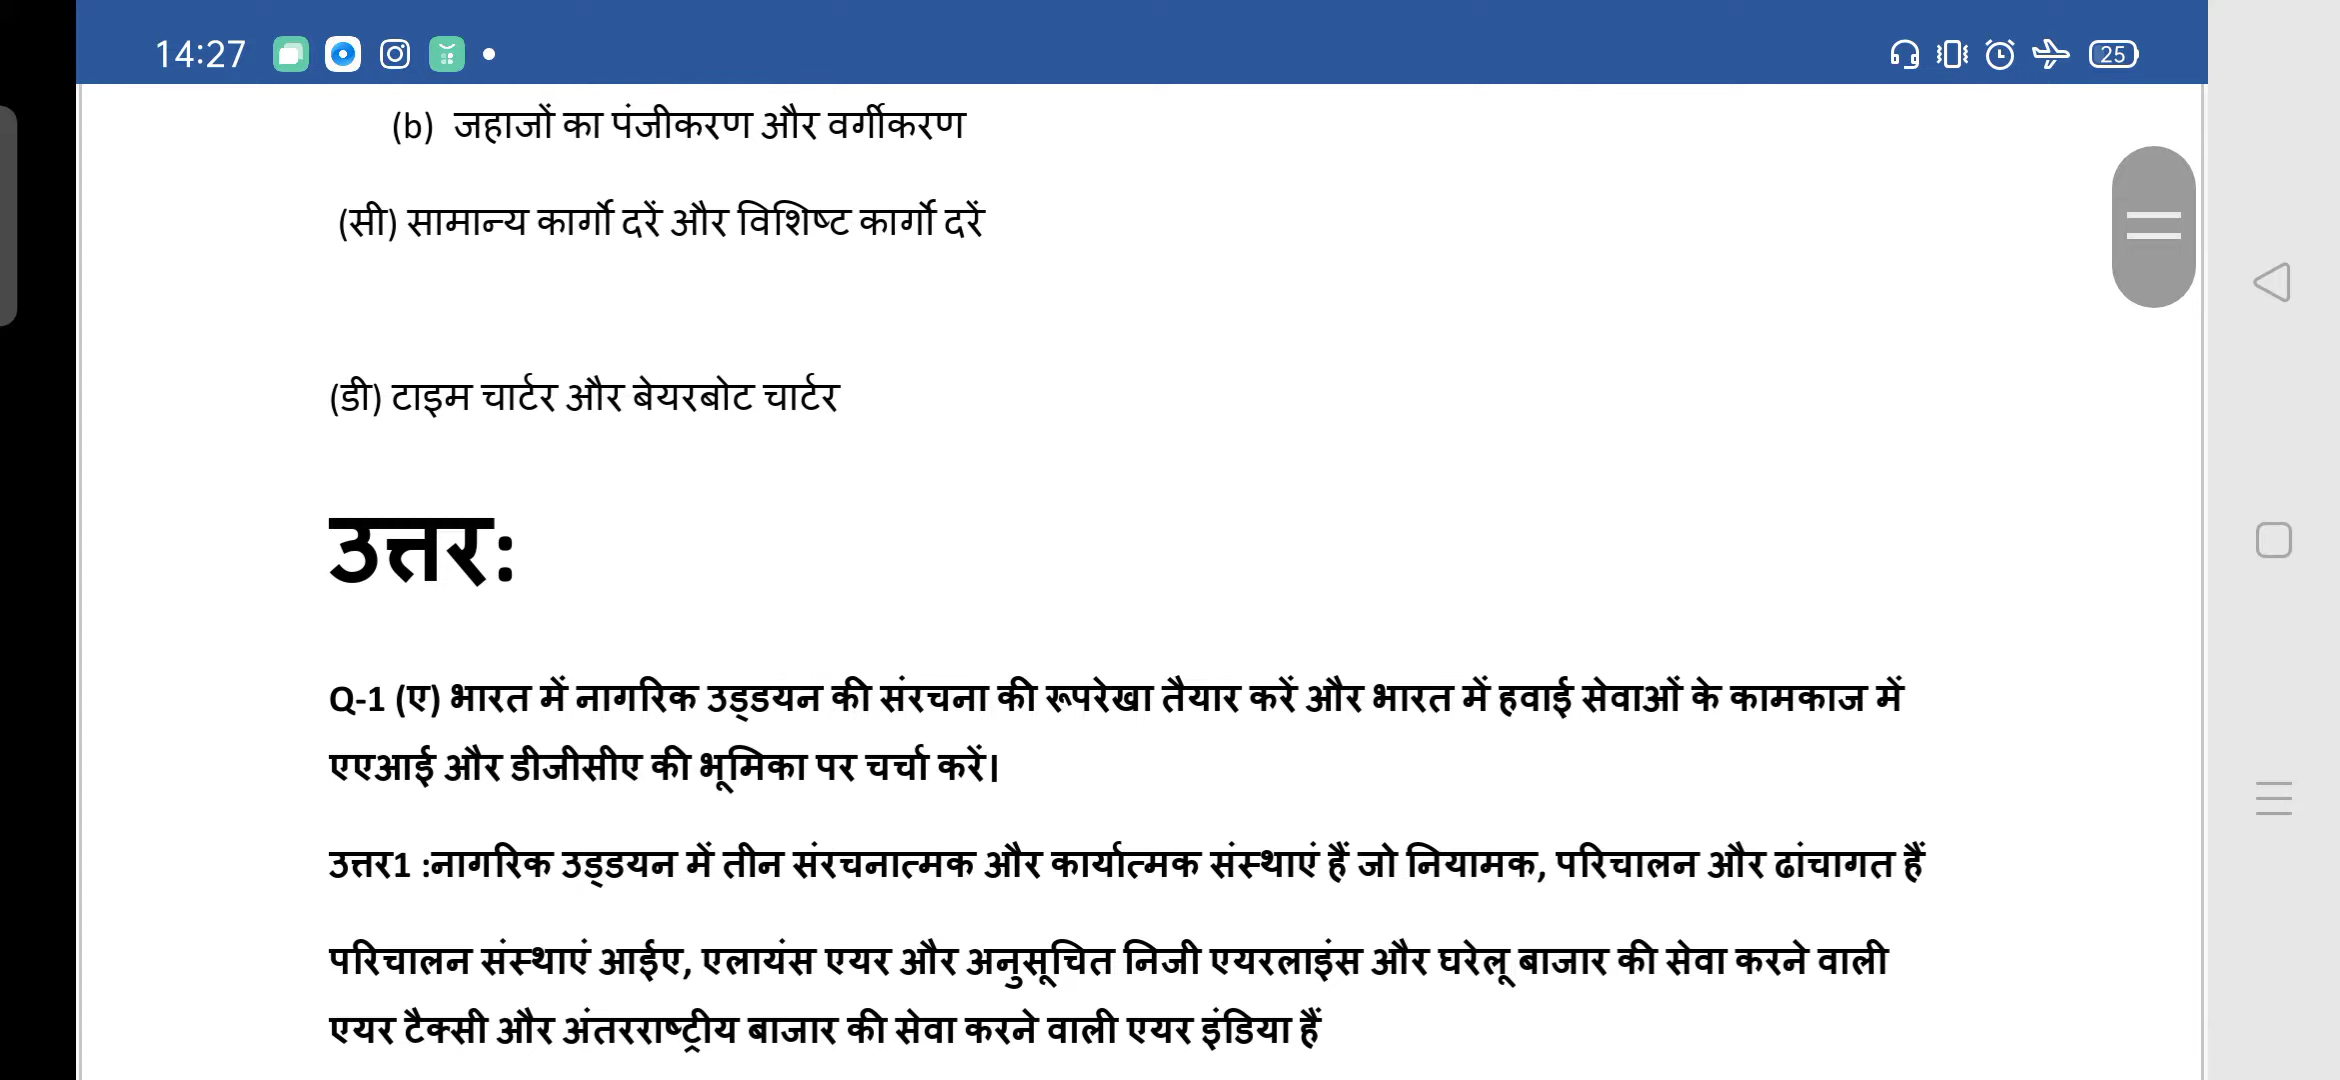 14:27
25
(b) जहाजों का पंजीकरण और वर्गीकरण
(सी) सामान्य कार्गो दरें और विशिष्ट कार्गो दरें
(डी) टाइम चार्टर और बेयरबोट चार्टर
उत्तर:
Q-1 (ए) भारत में नागरिक उड्डयन की संरचना की रूपरेखा तैयार करें और भारत में हवाई सेवाओं के कामकाज में
एएआई और डीजीसीए की भूमिका पर चर्चा करें।
उत्तर1 :नागरिक उड्डयन में तीन संरचनात्मक और कार्यात्मक संस्थाएं हैं जो नियामक, परिचालन और ढांचागत हैं
परिचालन संस्थाएं आईए, एलायंस एयर और अनुसूचित निजी एयरलाइंस और घरेलू बाजार की सेवा करने वाली
एयर टैक्सी और अंतरराष्ट्रीय बाजार की सेवा करने वाली एयर इंडिया हैं